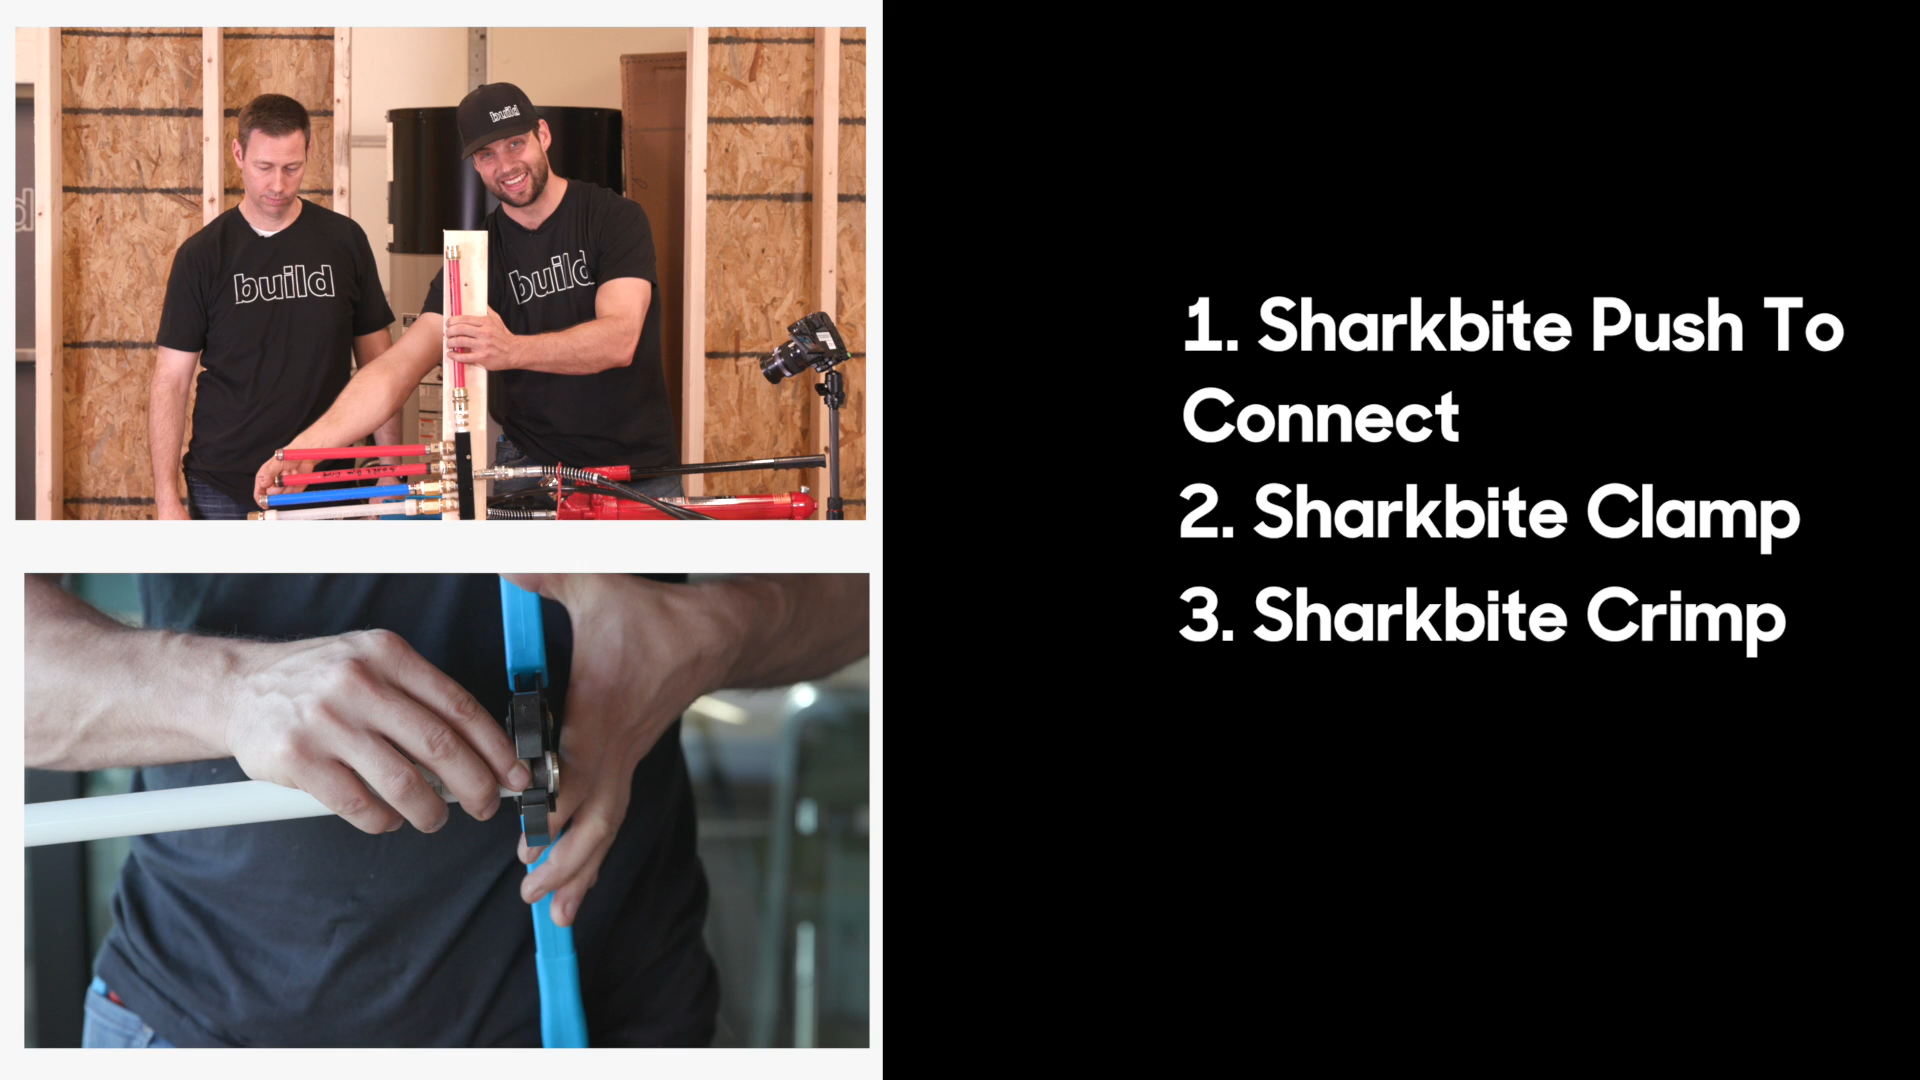 build
build
build
d
1. Sharkbite Push To
Connect
2. Sharkbite Clamp
3. Sharkbite Crimp